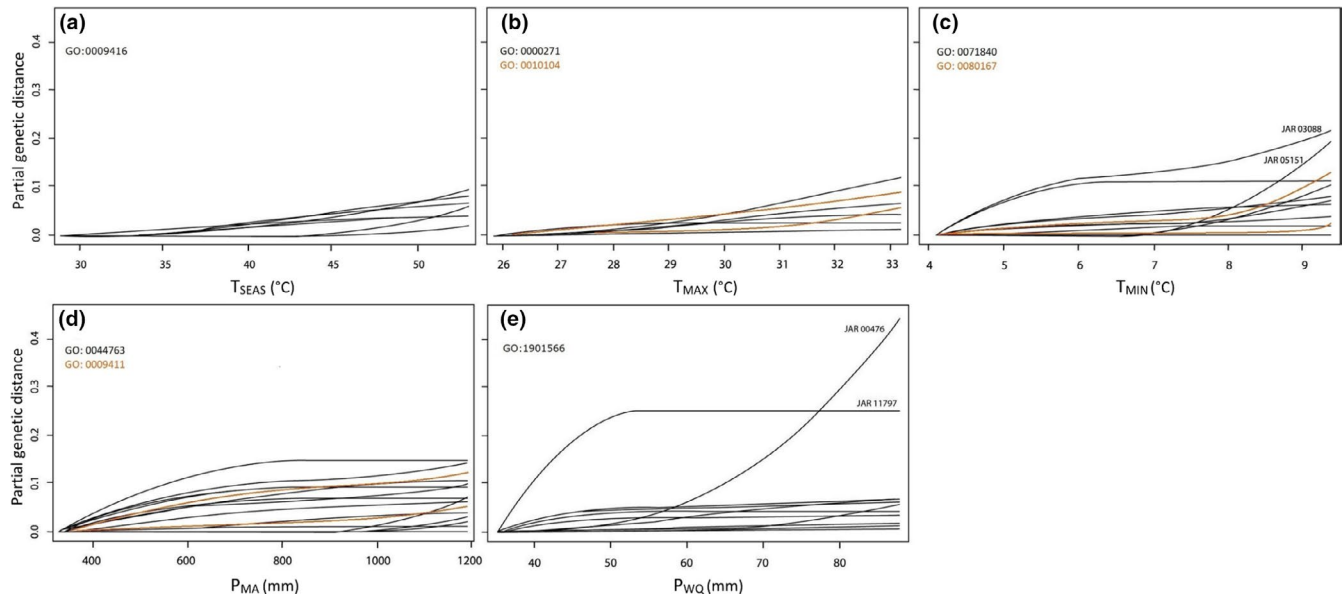 (a)
GO:0009416
Partial genetic distance
0.0 0.1 0.2 0.3 0.4
30 35 40 45 50
TSEAS (°C)
(b)
GO: 0000271
GO: 0010104
26 27 28 29 30 31 32 33
TMAX (°C)
(c)
GO: 0071840
GO: 0080167
JAR 03088
JAR 05151
4 5 6 7 8 9
TMIN (°C)
(d)
GO: 0044763
GO: 0009411
Partial genetic distance
0.0 0.1 0.2 0.3 0.4
400 600 800 1000 1200
PMA (mm)
(e)
GO:1901566
JAR 00476
JAR 11797
40 50 60 70 80
PWQ (mm)